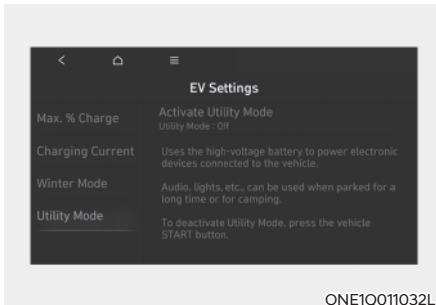 EV Settings
Max. % Charge
Charging Current
Winter Mode
Utility Mode
Activate Utility Mode
Utility Mode : Off
Uses the high-voltage battery to power electronic
devices connected to the vehicle.
Audio, lights, etc., can be used when parked for a
long time or for camping.
To deactivate Utility Mode, press the vehicle
START button.
ONE1Q011032L